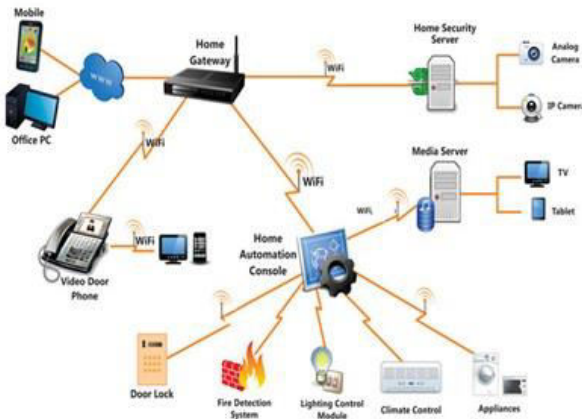 Mobile
Office PC
www
Home
Gateway
WiFi
Home Security
Server
Analog
Camera
IP Camera
WiFi
WiFi
Media Server
TV
Tablet
WiFi
WiFi
Video Door
Phone
Home
Automation
Console
Door Lock
Fire Detection
System
Lighting Control
Module
Climate Control
Appliances